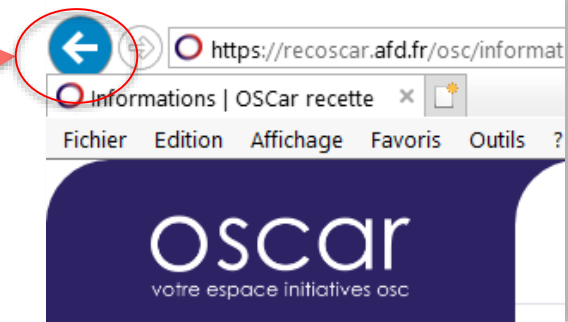 https://recoscar.afd.fr/osc/informat
Informations | OSCar recette
Fichier Edition Affichage Favoris Outils ?
oscar
votre espace initiatives osc